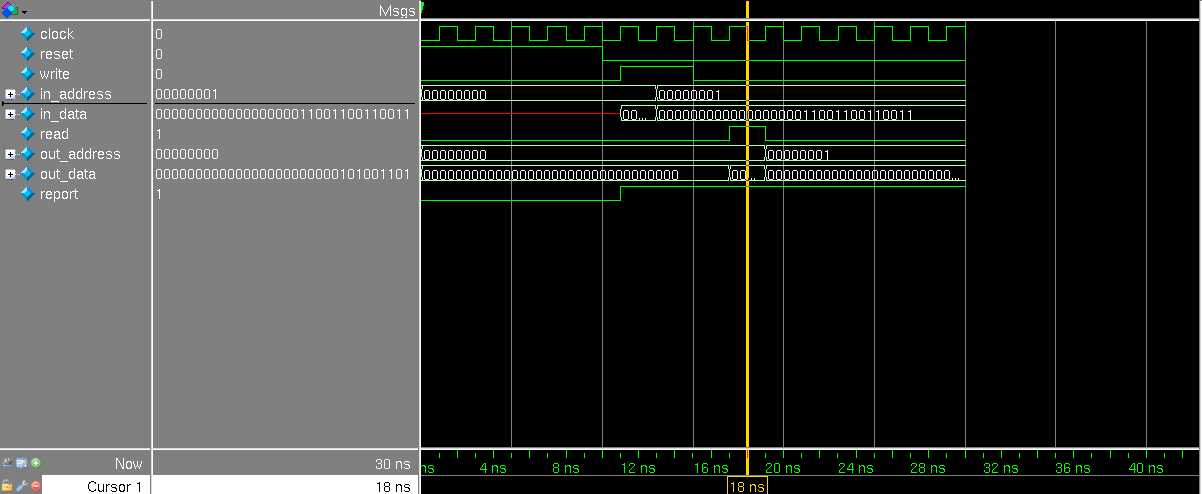 Msgs
clock 0
reset 0
write 0
in_address 00000001 00000000 00000001
in_data 00000000000000000011001100110011 00... 00000000000000000011001100110011
read 1
out_address 00000000 00000000 00000001
out_data 00000000000000000000000101001101 00000000000000000000000000000000 00... 00000000000000000000000...
report 1
Now 30 ns ns 4 ns 8 ns 12 ns 16 ns 20 ns 24 ns 28 ns 32 ns 36 ns 40 ns
Cursor 1 18 ns 18 ns